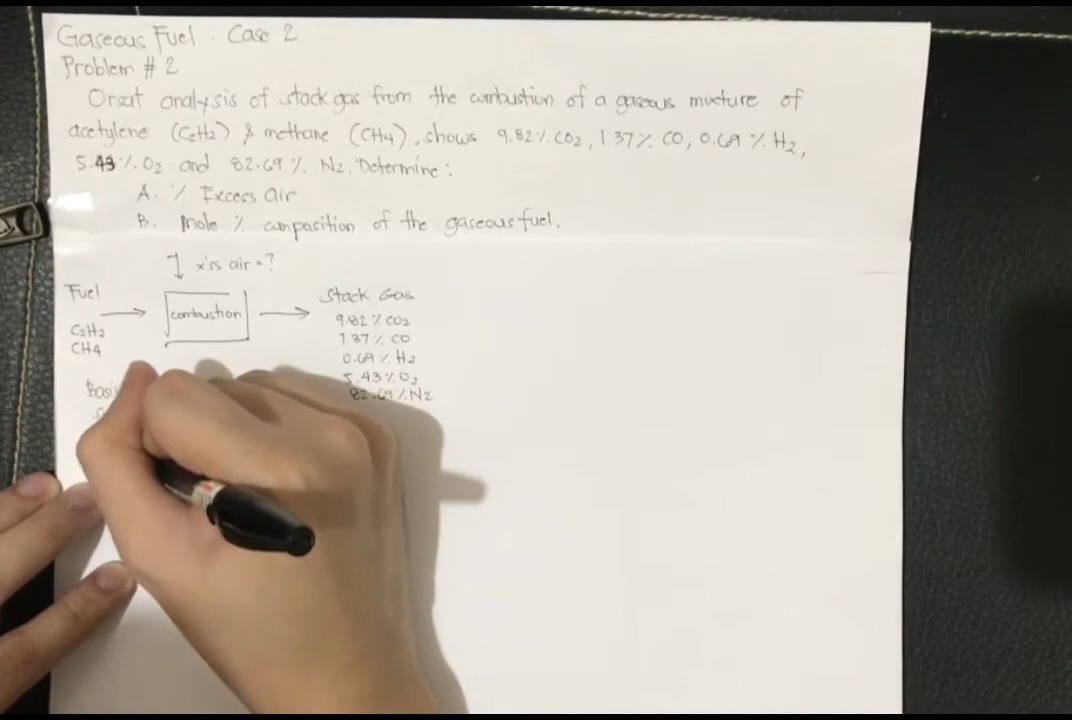 Gaseous Fuel. Case 2
Problem # 2
Orsat analysis of stack gas from the combustion of a gaseous mixture of
acetylene (C2H2) & methane (CH4), shows 9.82% CO2, 1.37% CO, 0.69% H2,
5.43% O2 and 82.69% N2. Determine:
A. % Excess air
B. Mole % composition of the gaseous fuel.
x'ss air = ?
Fuel
combustion
Stack Gas
9.82% CO2
C2H2
1.37% CO
CH4
0.69% H2
5.43% O2
82.69% N2